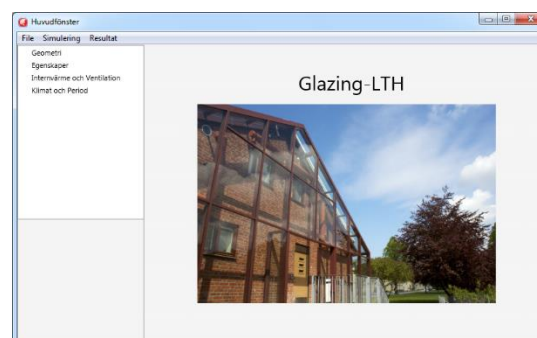 Huvudfönster
File Simulering Resultat
Geometri
Egenskaper
Internvärme och Ventilation
Klimat och Period
Glazing-LTH